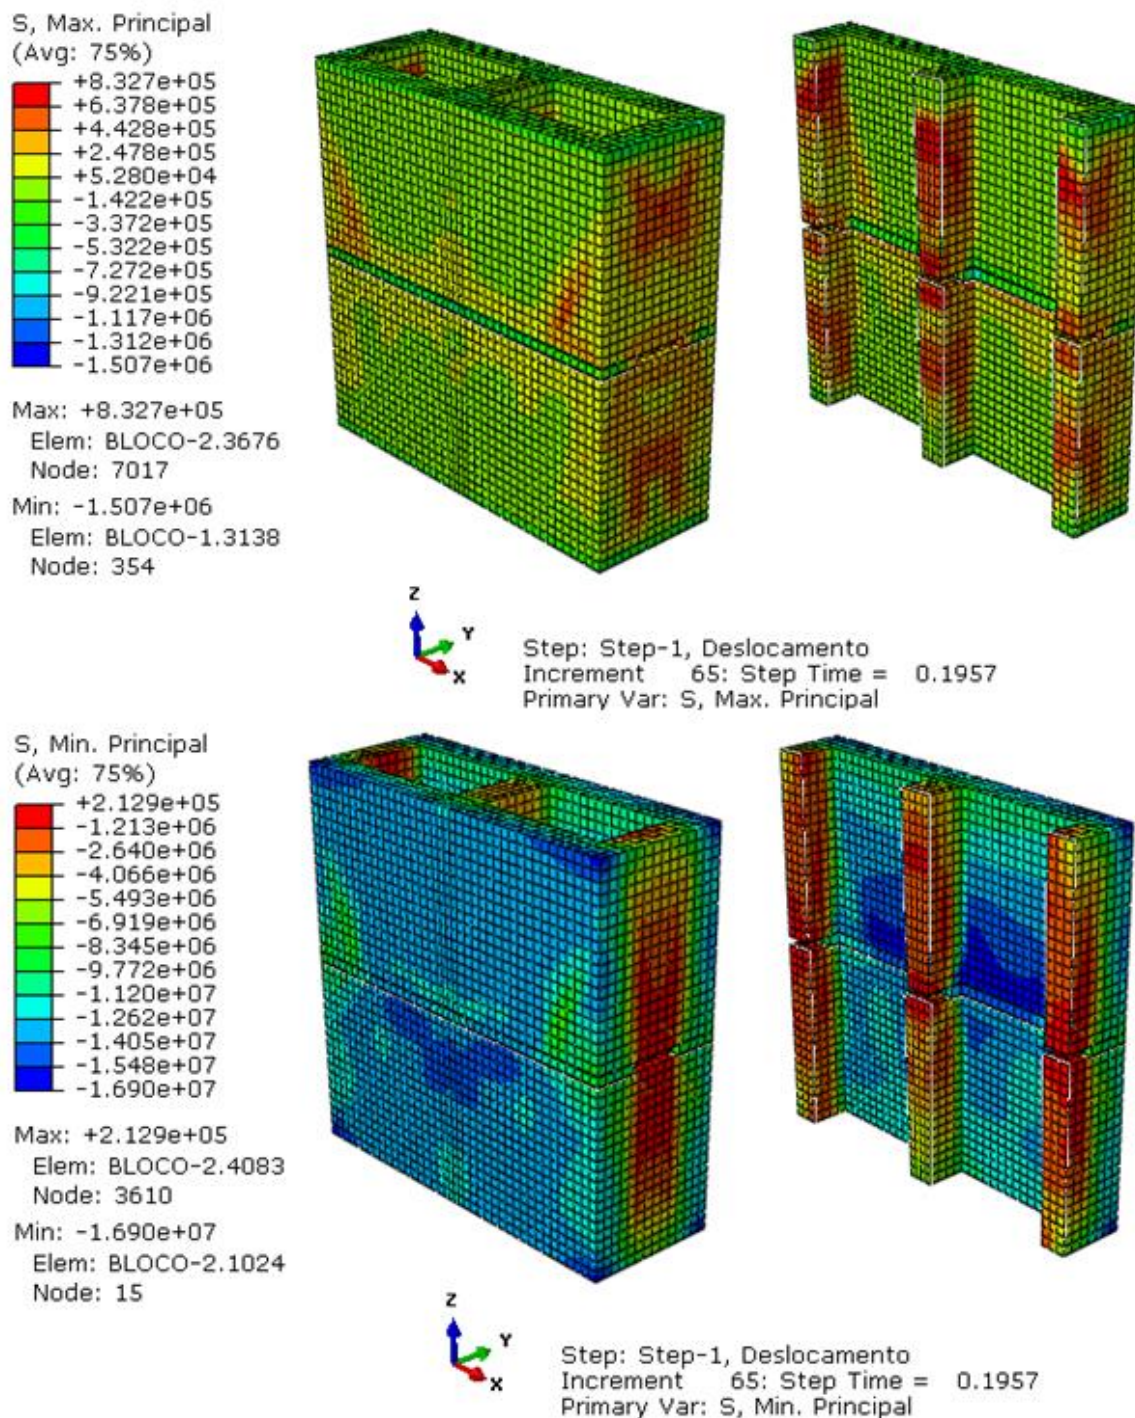 S, Max. Principal
(Avg: 75%)
+8.327e+05
+6.378e+05
+4.428e+05
+2.478e+05
+5.280e+04
-1.422e+05
-3.372e+05
-5.322e+05
-7.272e+05
-9.221e+05
-1.117e+06
-1.312e+06
-1.507e+06
Max: +8.327e+05
Elem: BLOCO-2.3676
Node: 7017
Min: -1.507e+06
Elem: BLOCO-1.3138
Node: 354
Z
Y
X
Step: Step-1, Deslocamento
Increment 65: Step Time = 0.1957
Primary Var: S, Max. Principal
S, Min. Principal
(Avg: 75%)
+2.129e+05
-1.213e+06
-2.640e+06
-4.066e+06
-5.493e+06
-6.919e+06
-8.345e+06
-9.772e+06
-1.120e+07
-1.262e+07
-1.405e+07
-1.548e+07
-1.690e+07
Max: +2.129e+05
Elem: BLOCO-2.4083
Node: 3610
Min: -1.690e+07
Elem: BLOCO-2.1024
Node: 15
Z
Y
X
Step: Step-1, Deslocamento
Increment 65: Step Time = 0.1957
Primary Var: S, Min. Principal